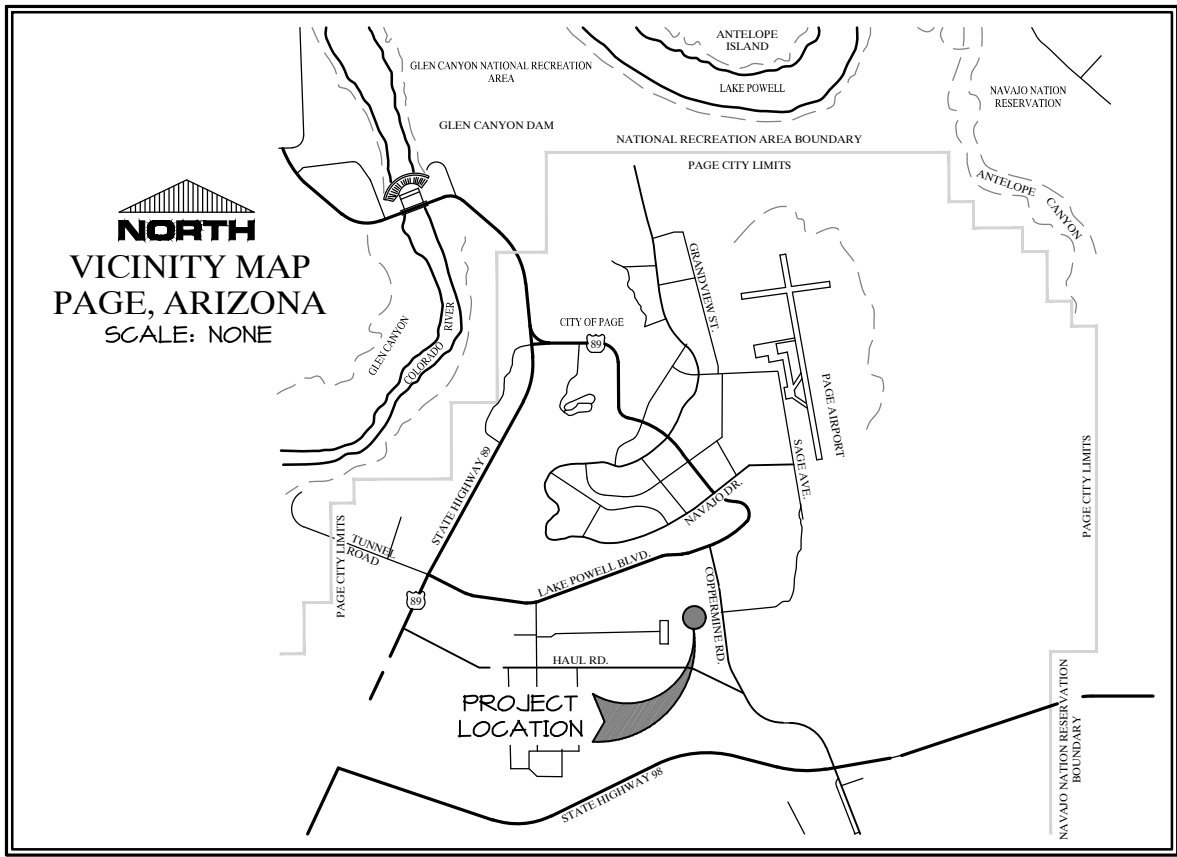 ANTELOPE
ISLAND
GLEN CANYON NATIONAL RECREATION
AREA
LAKE POWELL
NAVAJO NATION
RESERVATION
GLEN CANYON DAM
NATIONAL RECREATION AREA BOUNDARY
PAGE CITY LIMITS
ANTELOPE CANYON
NORTH
VICINITY MAP
PAGE, ARIZONA
SCALE: NONE
GRANDVIEW ST.
GLEN CANYON
COLORADO RIVER
CITY OF PAGE
89
PAGE AIRPORT
SAGE AVE.
STATE HIGHWAY 89
NAVAJO DR.
PAGE CITY LIMITS
PAGE CITY LIMITS
TUNNEL
ROAD
LAKE POWELL BLVD.
COPPERMINE RD.
89
HAUL RD.
PROJECT
LOCATION
STATE HIGHWAY 98
NAVAJO NATION RESERVATION
BOUNDARY